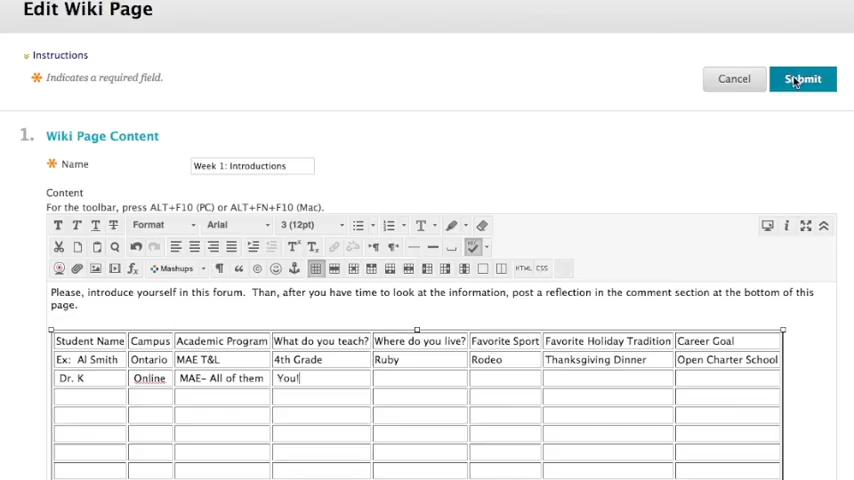 Edit Wiki Page
Instructions
Indicates a required field.
Cancel
Submit
1. Wiki Page Content
Name
Week 1: Introductions
Content
For the toolbar, press ALT+F10 (PC) or ALT+FN+F10 (Mac).
T T T T Format Arial 3 (12pt) T
Mashups HTML CSS
Please, introduce yourself in this forum. Than, after you have time to look at the information, post a reflection in the comment section at the bottom of this
page.
Student Name Campus Academic Program What do you teach? Where do you live? Favorite Sport Favorite Holiday Tradition Career Goal
Ex: Al Smith Ontario MAE T&L 4th Grade Ruby Rodeo Thanksgiving Dinner Open Charter School
Dr. K Online MAE- All of them You!